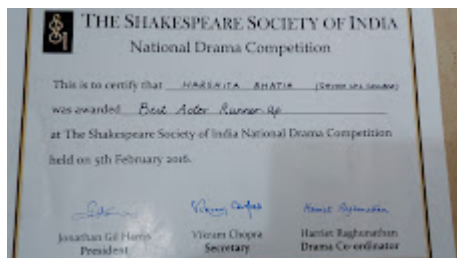 THE SHAKESPEARE SOCIETY OF INDIA
National Drama Competition
This is to certify that HARSHITA BHATIA
was awarded Best Actor Runner-Up
at The Shakespeare Society of India National Drama Competition
held on 5th February 2016.
Jonathan Gil Harris
President
Vikram Chopra
Secretary
Harriet Raghunathan
Drama Co-ordinator